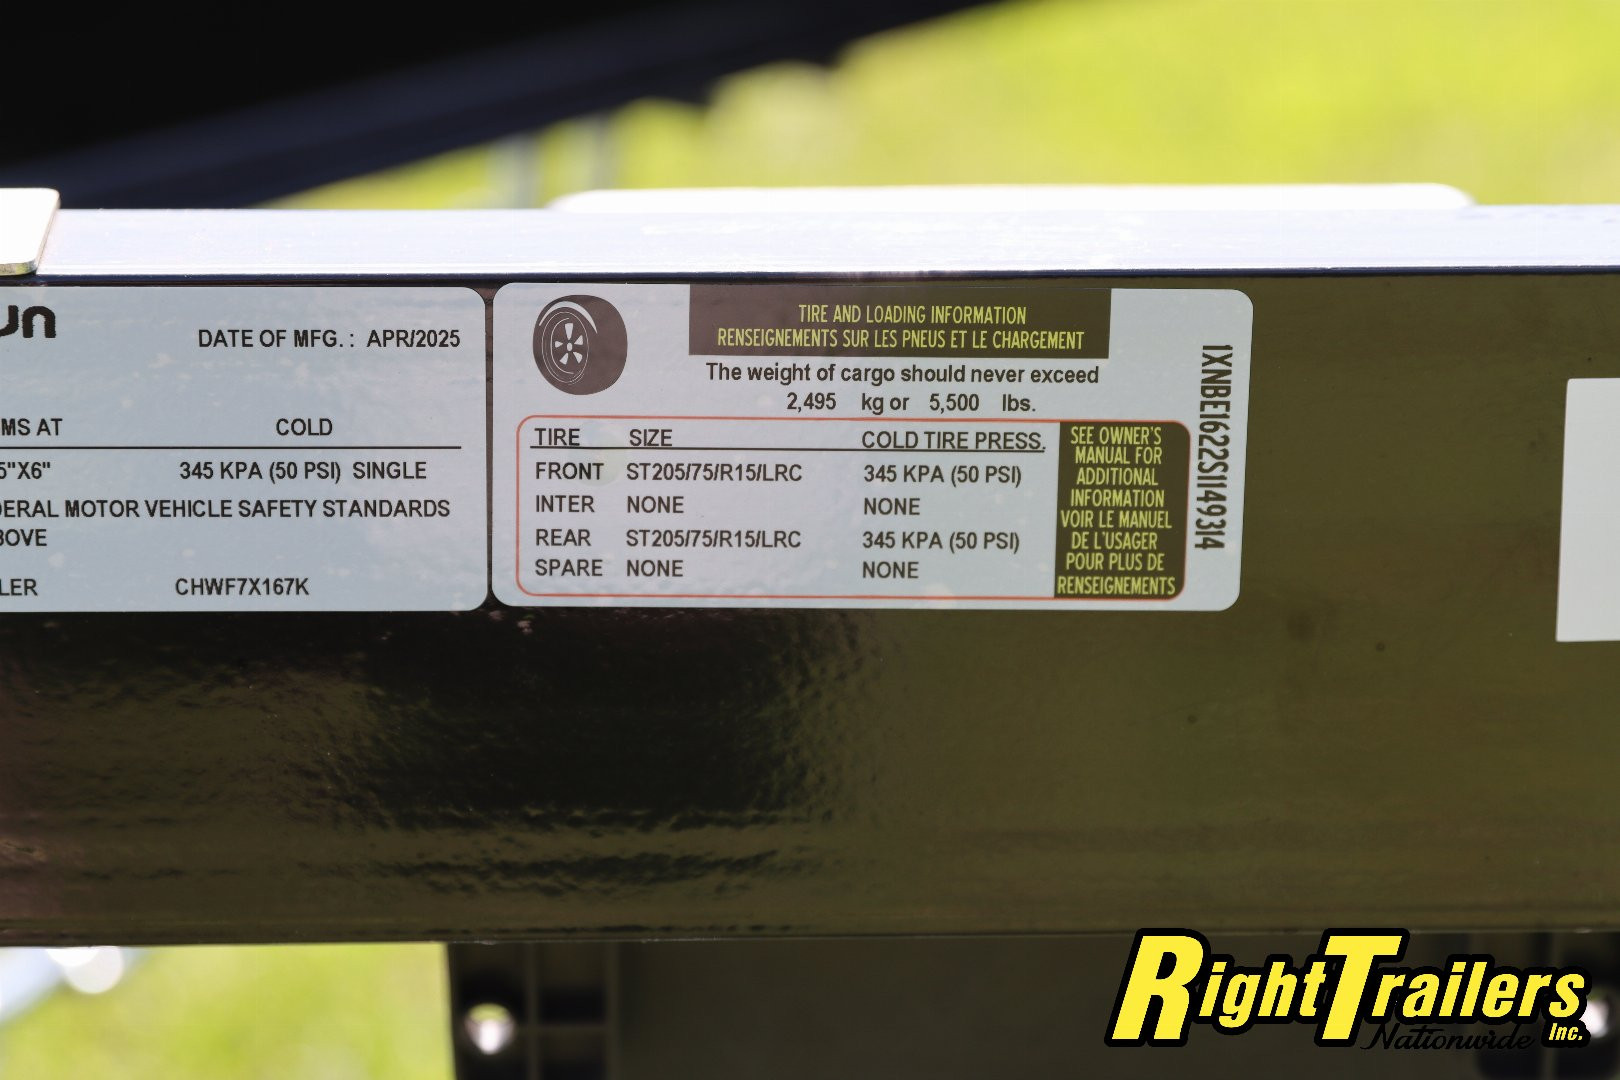 un
DATE OF MFG. : APR/2025
MS AT COLD
5"X6" 345 KPA (50 PSI) SINGLE
DERAL MOTOR VEHICLE SAFETY STANDARDS
BOVE
LER CHWF7X167K
TIRE AND LOADING INFORMATION
RENSEIGNEMENTS SUR LES PNEUS ET LE CHARGEMENT
The weight of cargo should never exceed
2,495 kg or 5,500 lbs.
TIRE SIZE COLD TIRE PRESS.
FRONT ST205/75/R15/LRC 345 KPA (50 PSI)
INTER NONE NONE
REAR ST205/75/R15/LRC 345 KPA (50 PSI)
SPARE NONE NONE
SEE OWNER'S
MANUAL FOR
ADDITIONAL
INFORMATION
VOIR LE MANUEL
DE L'USAGER
POUR PLUS DE
RENSEIGNEMENTS
1XNBE1622S1149314
RightTrailers
Nationwide Inc.